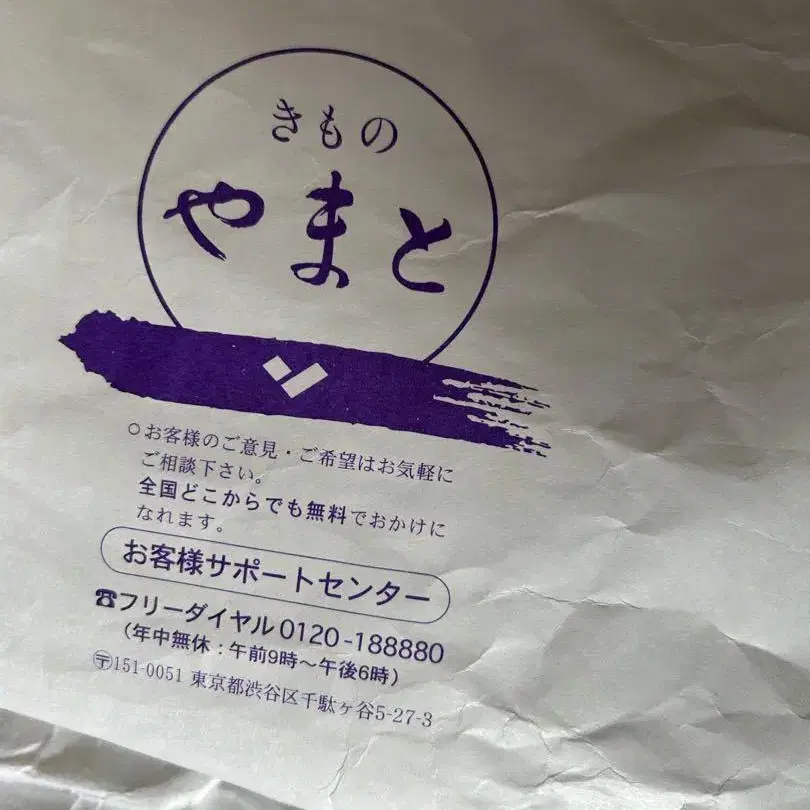 きもの
やまと
○お客様のご意見・ご希望はお気軽に
ご相談下さい。
全国どこからでも無料でおかけに
なれます。
お客様サポートセンター
☎フリーダイヤル0120-188880
（年中無休：午前9時～午後6時）
〶151-0051 東京都渋谷区千駄ヶ谷5-27-3